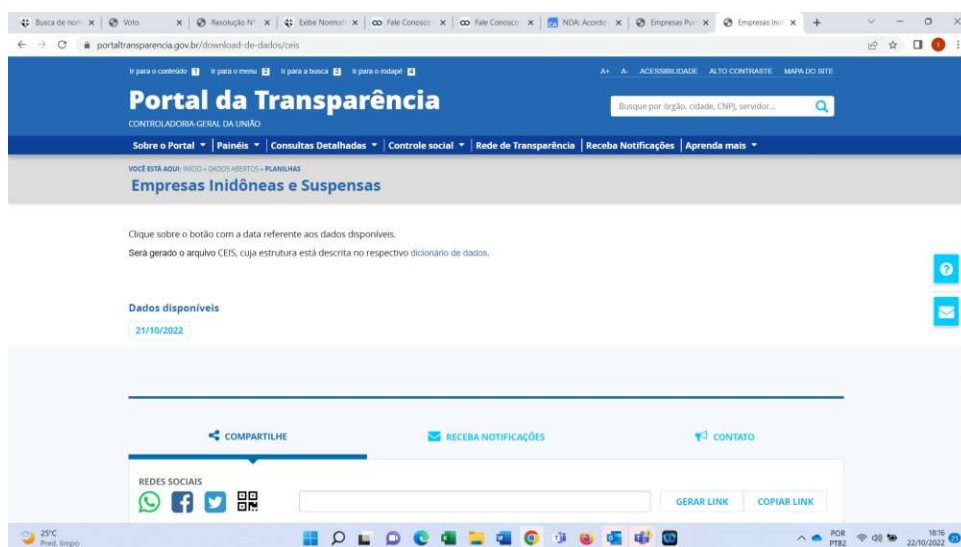 Busca de norm
Voto
Resolução Nº
Exibe Normati
Fale Conosco
Fale Conosco
NDA: Acordo
Empresas Pun
Empresas Inid
portaltransparencia.gov.br/download-de-dados/ceis
Ir para o conteúdo 1 Ir para o menu 2 Ir para a busca 3 Ir para o rodapé 4
A+ A- ACESSIBILIDADE ALTO CONTRASTE MAPA DO SITE
Portal da Transparência
Busque por órgão, cidade, CNPJ, servidor...
CONTROLADORIA-GERAL DA UNIÃO
Sobre o Portal Painéis Consultas Detalhadas Controle social Rede de Transparência Receba Notificações Aprenda mais
VOCÊ ESTÁ AQUI: INÍCIO » DADOS ABERTOS » PLANILHAS
Empresas Inidôneas e Suspensas
Clique sobre o botão com a data referente aos dados disponíveis.
Será gerado o arquivo CEIS, cuja estrutura está descrita no respectivo dicionário de dados.
Dados disponíveis
21/10/2022
COMPARTILHE
RECEBA NOTIFICAÇÕES
CONTATO
REDES SOCIAIS
GERAR LINK
COPIAR LINK
25°C
Pred. limpo
POR
PTB2
18:16
22/10/2022